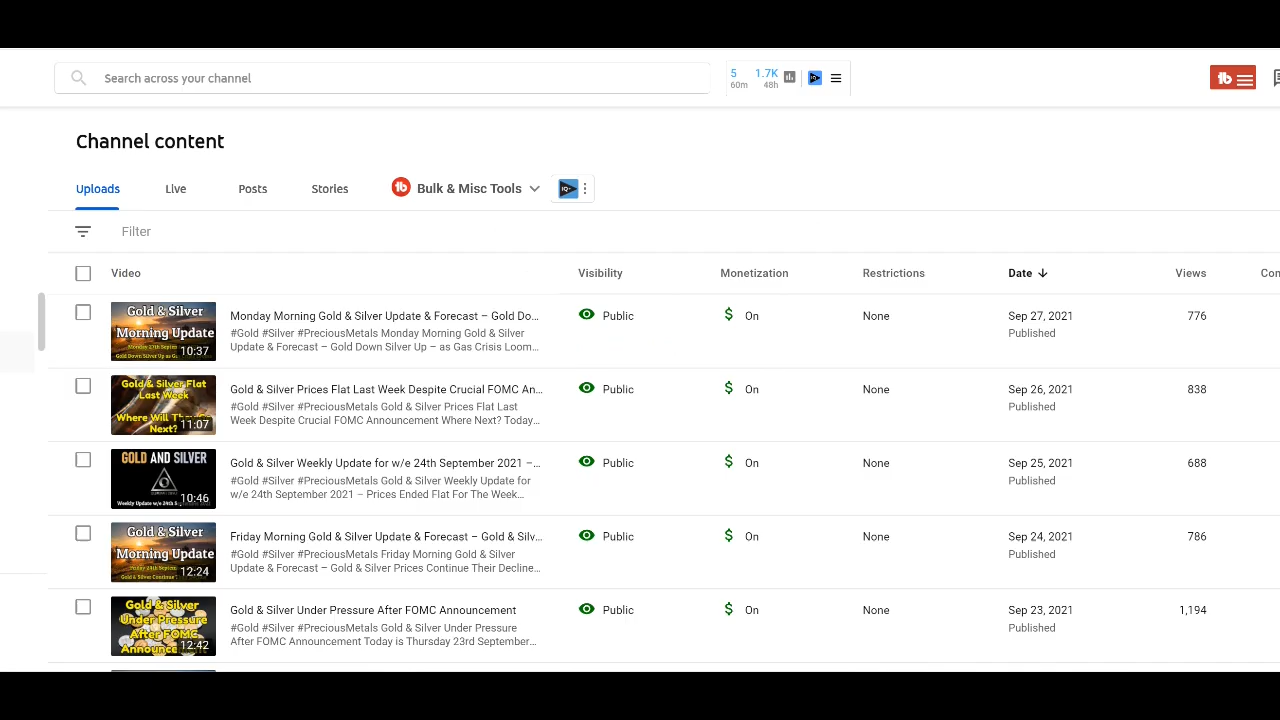 Search across your channel
5 1.7K
60m 48h
Channel content
Uploads Live Posts Stories Bulk & Misc Tools
Filter
Video Visibility Monetization Restrictions Date Views Con
Gold & Silver
Morning Update
10:37
Monday Morning Gold & Silver Update & Forecast – Gold Do...
#Gold #Silver #PreciousMetals Monday Morning Gold & Silver
Update & Forecast – Gold Down Silver Up – as Gas Crisis Loom...
Public On None Sep 27, 2021 776
Published
Gold & Silver Flat
Last Week
Where Will They Go
Next? 11:07
Gold & Silver Prices Flat Last Week Despite Crucial FOMC An...
#Gold #Silver #PreciousMetals Gold & Silver Prices Flat Last
Week Despite Crucial FOMC Announcement Where Next? Today...
Public On None Sep 26, 2021 838
Published
GOLD AND SILVER
10:46
Gold & Silver Weekly Update for w/e 24th September 2021 –...
#Gold #Silver #PreciousMetals Gold & Silver Weekly Update for
w/e 24th September 2021 – Prices Ended Flat For The Week...
Public On None Sep 25, 2021 688
Published
Gold & Silver
Morning Update
12:24
Friday Morning Gold & Silver Update & Forecast – Gold & Silv...
#Gold #Silver #PreciousMetals Friday Morning Gold & Silver
Update & Forecast – Gold & Silver Prices Continue Their Decline...
Public On None Sep 24, 2021 786
Published
Gold & Silver
Under Pressure
After FOMC
Announce 12:42
Gold & Silver Under Pressure After FOMC Announcement
#Gold #Silver #PreciousMetals Gold & Silver Under Pressure
After FOMC Announcement Today is Thursday 23rd September...
Public On None Sep 23, 2021 1,194
Published